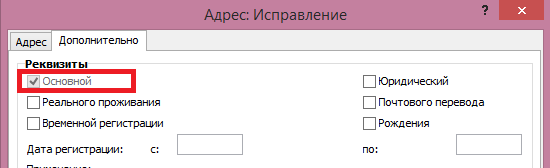 Адрес: Исправление
?
Адрес Дополнительно
Реквизиты
Основной Юридический
Реального проживания Почтового перевода
Временной регистрации Рождения
Дата регистрации: с: по: